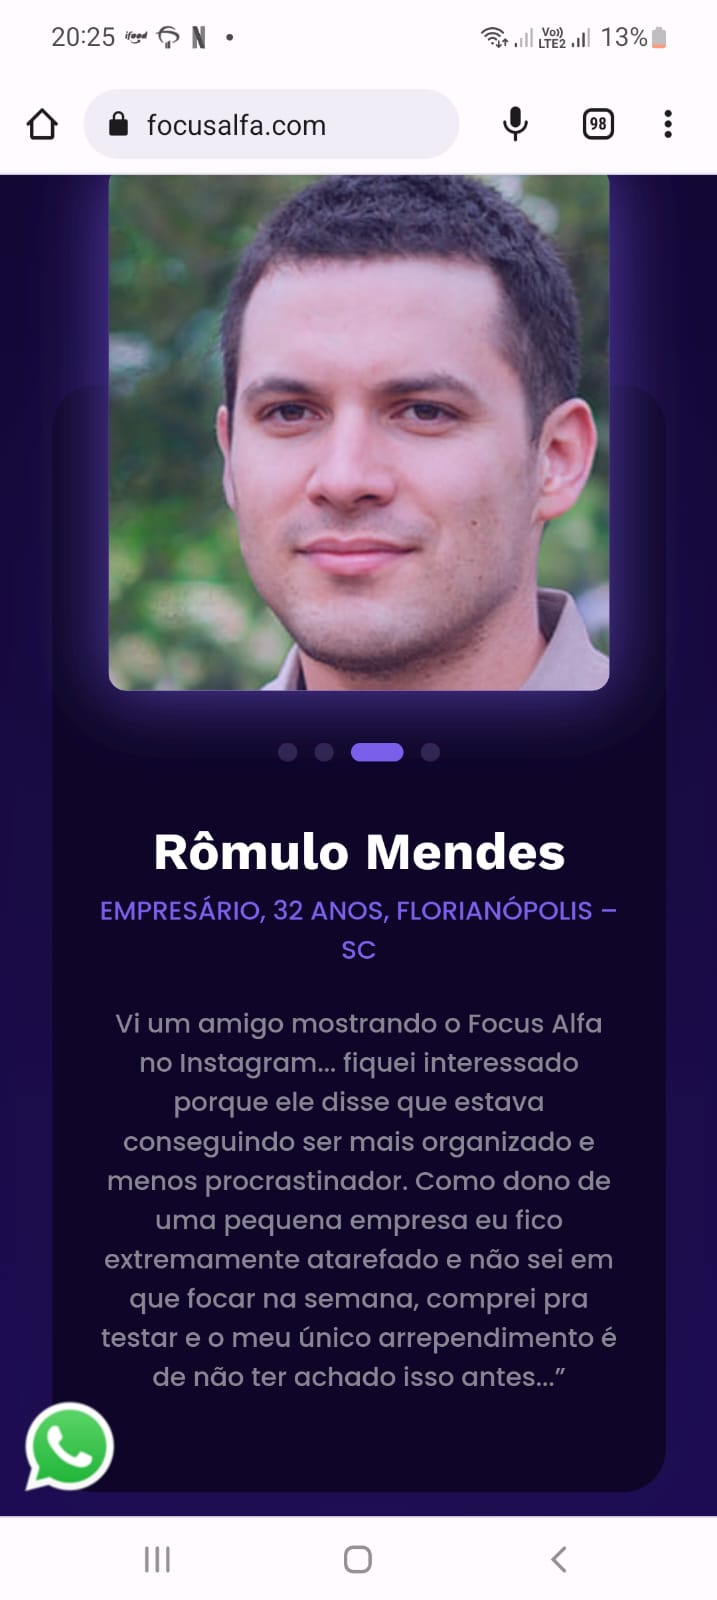 20:25 ifood N
Vo)) LTE2 13%
focusalfa.com
98
Rômulo Mendes
EMPRESÁRIO, 32 ANOS, FLORIANÓPOLIS –
SC
Vi um amigo mostrando o Focus Alfa
no Instagram... fiquei interessado
porque ele disse que estava
conseguindo ser mais organizado e
menos procrastinador. Como dono de
uma pequena empresa eu fico
extremamente atarefado e não sei em
que focar na semana, comprei pra
testar e o meu único arrependimento é
de não ter achado isso antes...”